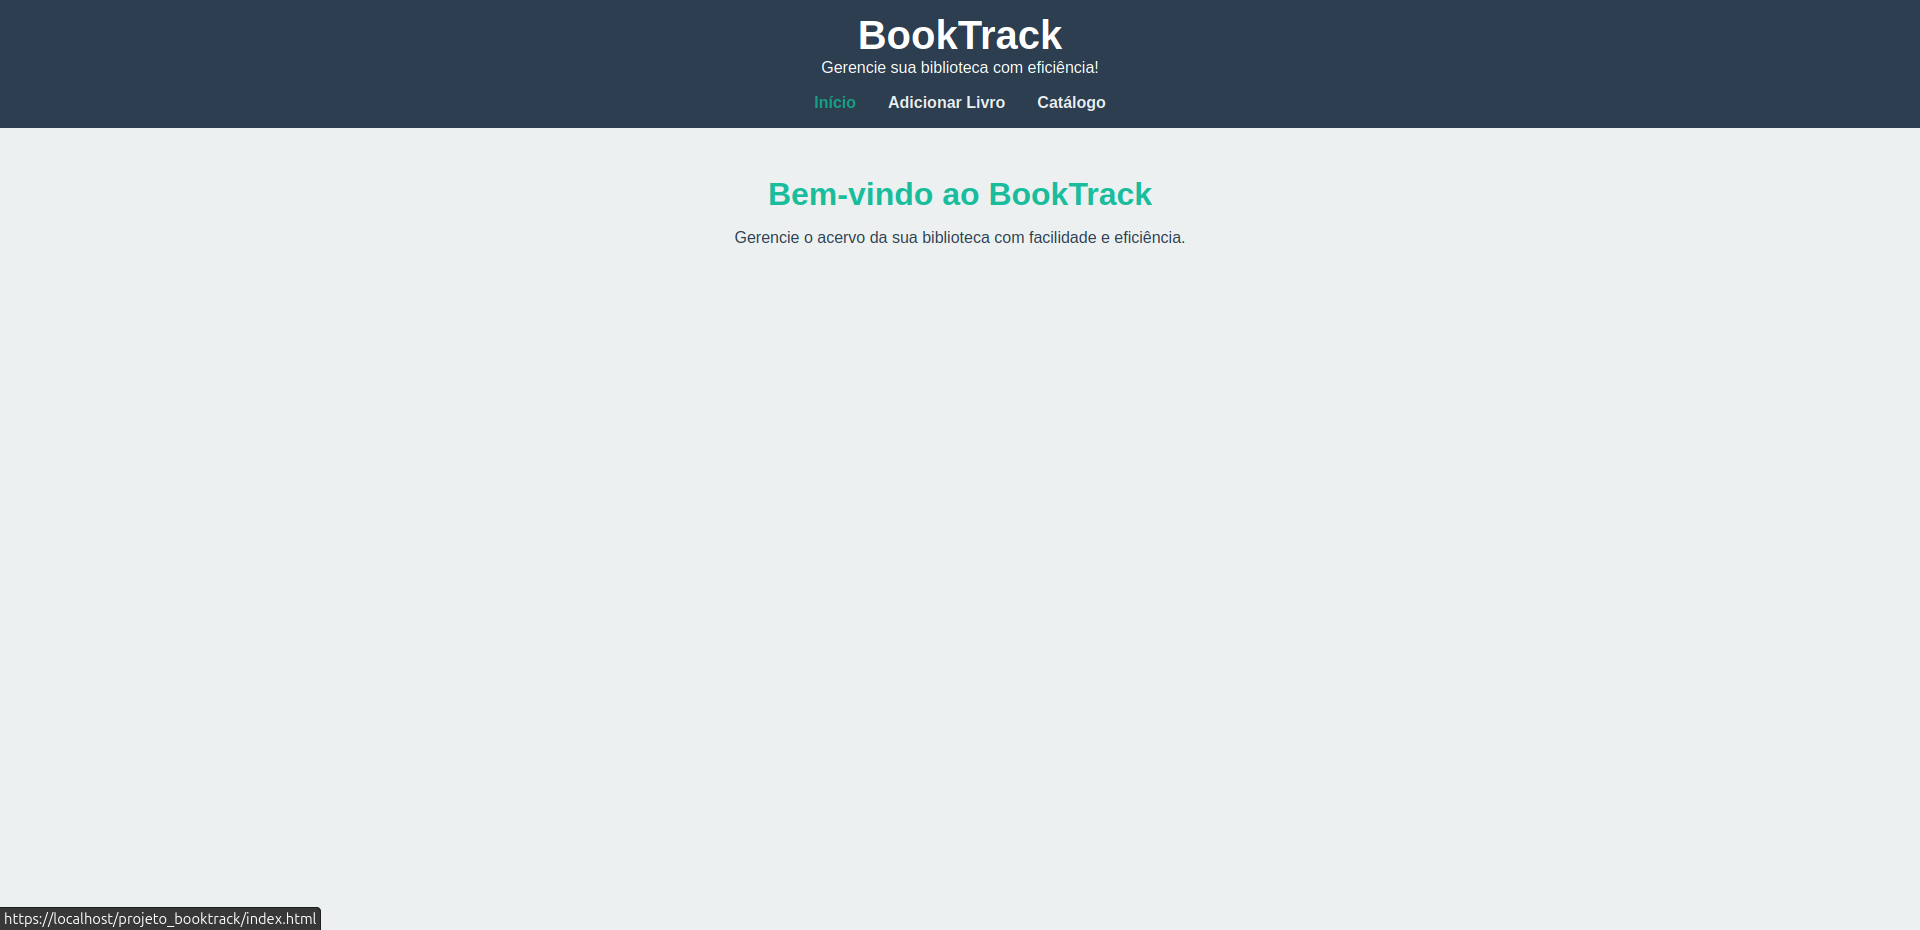 BookTrack
Gerencie sua biblioteca com eficiência!
Início Adicionar Livro Catálogo
Bem-vindo ao BookTrack
Gerencie o acervo da sua biblioteca com facilidade e eficiência.
https://localhost/projeto_booktrack/index.html